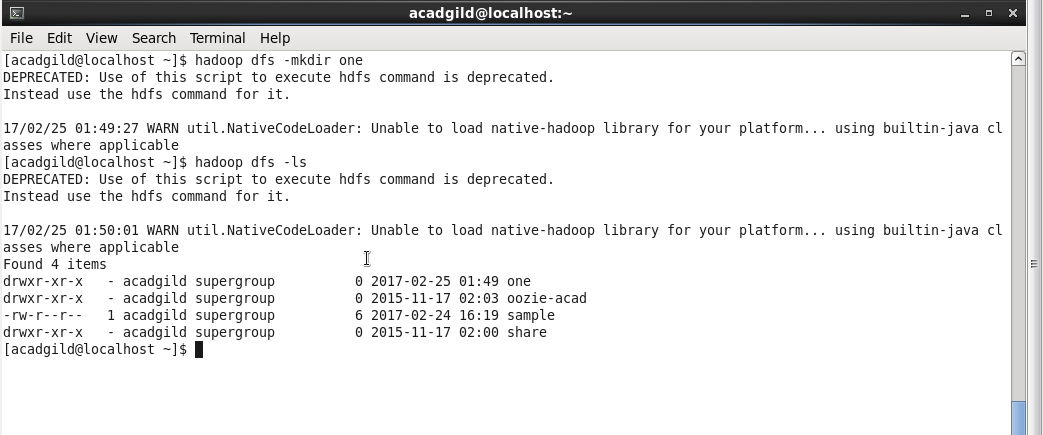 acadgild@localhost:~
File Edit View Search Terminal Help
[acadgild@localhost ~]$ hadoop dfs -mkdir one
DEPRECATED: Use of this script to execute hdfs command is deprecated.
Instead use the hdfs command for it.

17/02/25 01:49:27 WARN util.NativeCodeLoader: Unable to load native-hadoop library for your platform... using builtin-java cl
asses where applicable
[acadgild@localhost ~]$ hadoop dfs -ls
DEPRECATED: Use of this script to execute hdfs command is deprecated.
Instead use the hdfs command for it.

17/02/25 01:50:01 WARN util.NativeCodeLoader: Unable to load native-hadoop library for your platform... using builtin-java cl
asses where applicable
Found 4 items
drwxr-xr-x   - acadgild supergroup          0 2017-02-25 01:49 one
drwxr-xr-x   - acadgild supergroup          0 2015-11-17 02:03 oozie-acad
-rw-r--r--   1 acadgild supergroup          6 2017-02-24 16:19 sample
drwxr-xr-x   - acadgild supergroup          0 2015-11-17 02:00 share
[acadgild@localhost ~]$